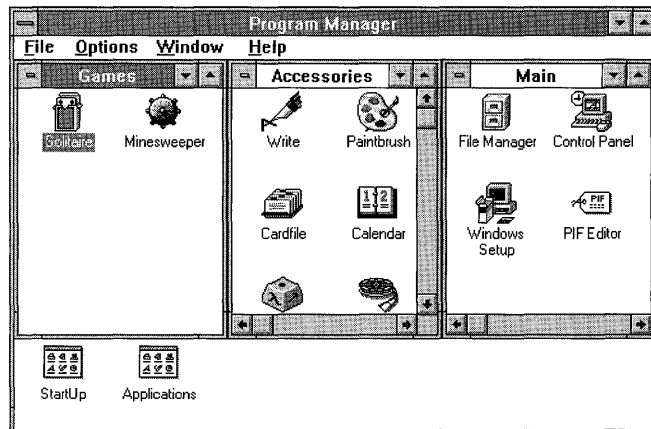 Program Manager
File Options Window Help
Games
Accessories
Main
Solitaire Minesweeper
Write Paintbrush
File Manager Control Panel
Cardfile Calendar
Windows Setup
PIF
PIF Editor
StartUp Applications